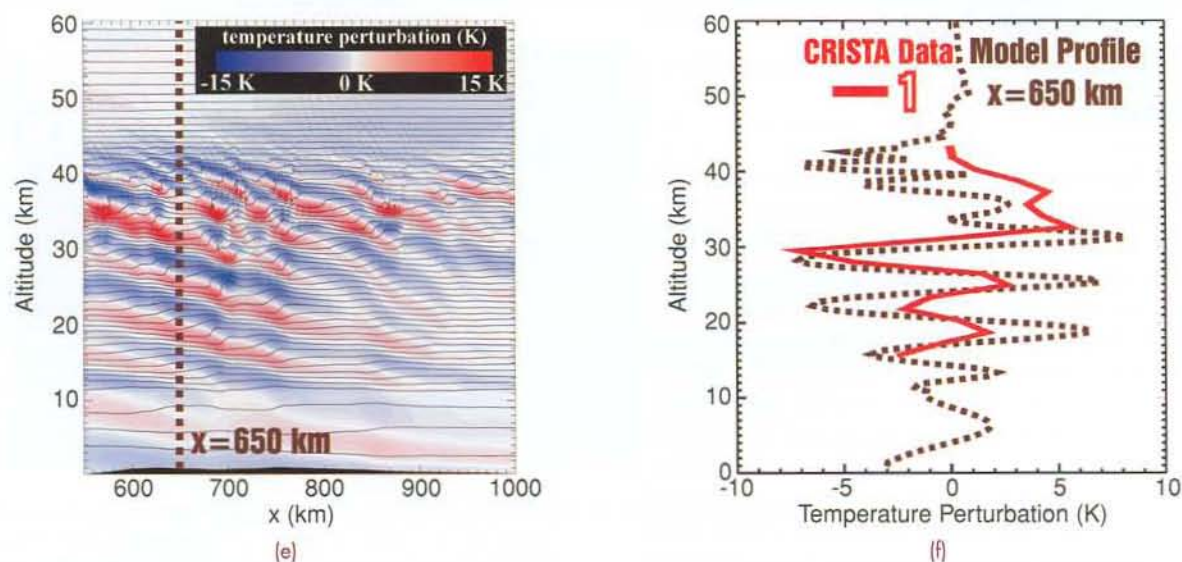 60
50
40
30
20
10
Altitude (km)
temperature perturbation (K)
-15 K 0 K 15 K
x=650 km
600 700 800 900 1000
x (km)
(e)
60
50
40
30
20
10
0
Altitude (km)
CRISTA Data Model Profile
1 x=650 km
-10 -5 0 5 10
Temperature Perturbation (K)
(f)